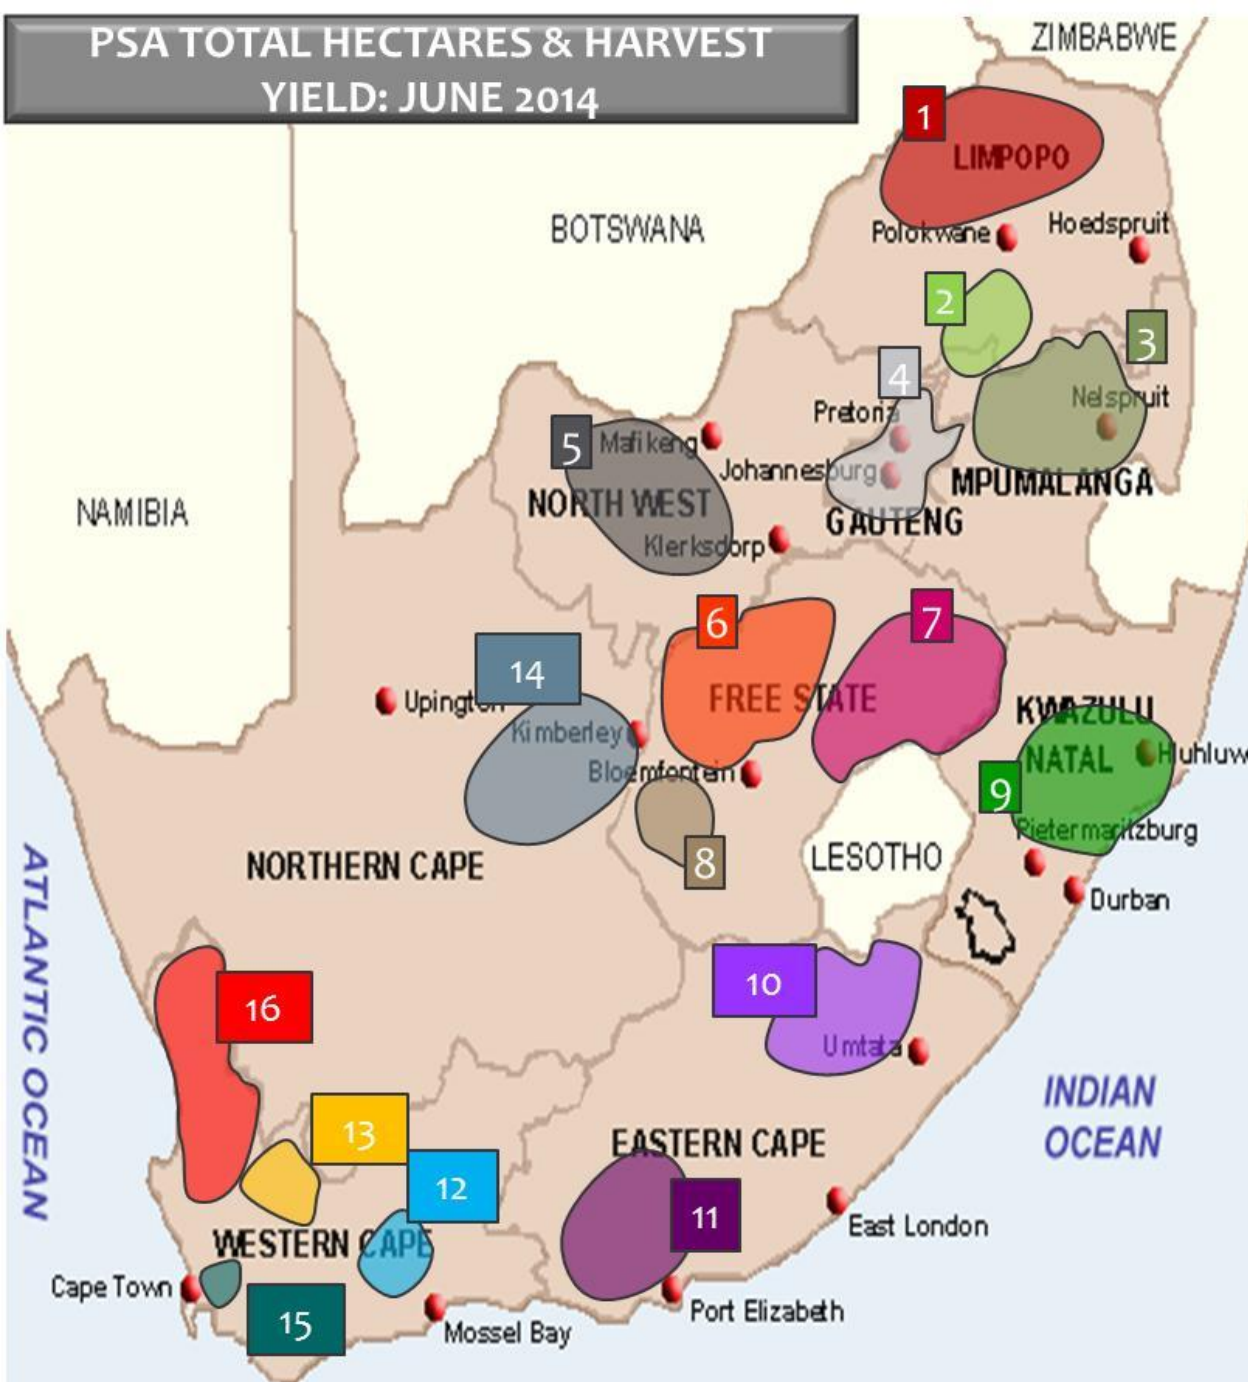 PSA TOTAL HECTARES & HARVEST
YIELD: JUNE 2014
ZIMBABWE
1
LIMPOPO
BOTSWANA
Polokwane
Hoedspruit
2
3
4
Pretoria
Nelspruit
5
Mafikeng
Johannesburg
MPUMALANGA
NAMIBIA
NORTH WEST
GAUTENG
Klerksdorp
6
7
14
Upington
FREE STATE
KWAZULU
NATAL
Kimberley
Hluhluw
Bloemfontein
9
Pietermaritzburg
8
LESOTHO
NORTHERN CAPE
Durban
ATLANTIC OCEAN
10
16
Umtata
INDIAN
OCEAN
13
EASTERN CAPE
12
11
WESTERN CAPE
East London
Cape Town
15
Port Elizabeth
Mossel Bay